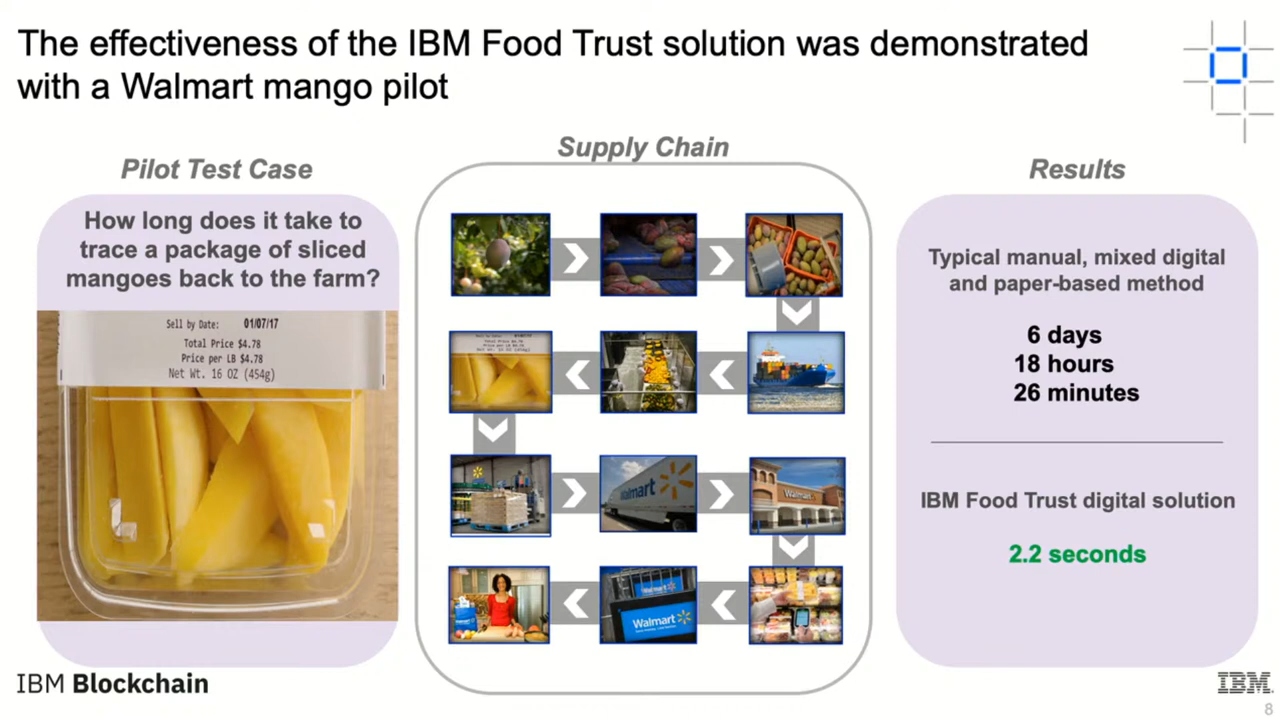 The effectiveness of the IBM Food Trust solution was demonstrated
with a Walmart mango pilot
Pilot Test Case
How long does it take to
trace a package of sliced
mangoes back to the farm?
Sell by Date: 01/07/17
Total Price $4.78
Price per LB $4.78
Net Wt. 16 OZ (454g)
Supply Chain
Walmart
Walmart
Walmart
Walmart
Results
Typical manual, mixed digital
and paper-based method
6 days
18 hours
26 minutes
IBM Food Trust digital solution
2.2 seconds
IBM Blockchain
IBM
8